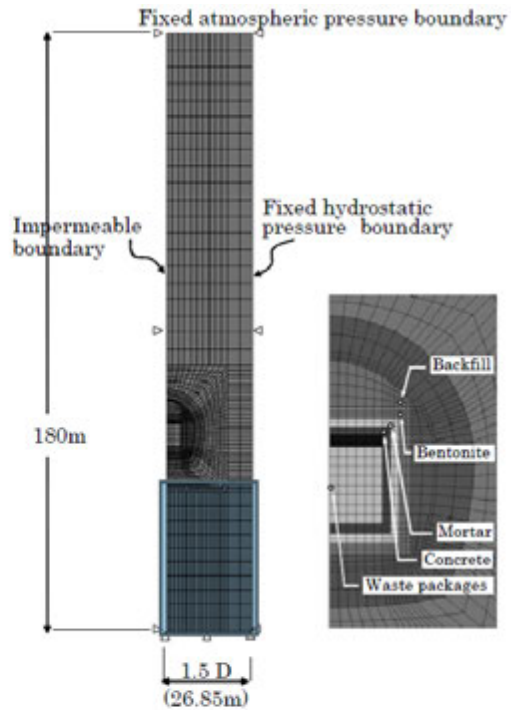 Fixed atmospheric pressure boundary
Impermeable
boundary
Fixed hydrostatic
pressure boundary
180m
Backfill
Bentonite
Mortar
Concrete
Waste packages
1.5 D
(26.85m)